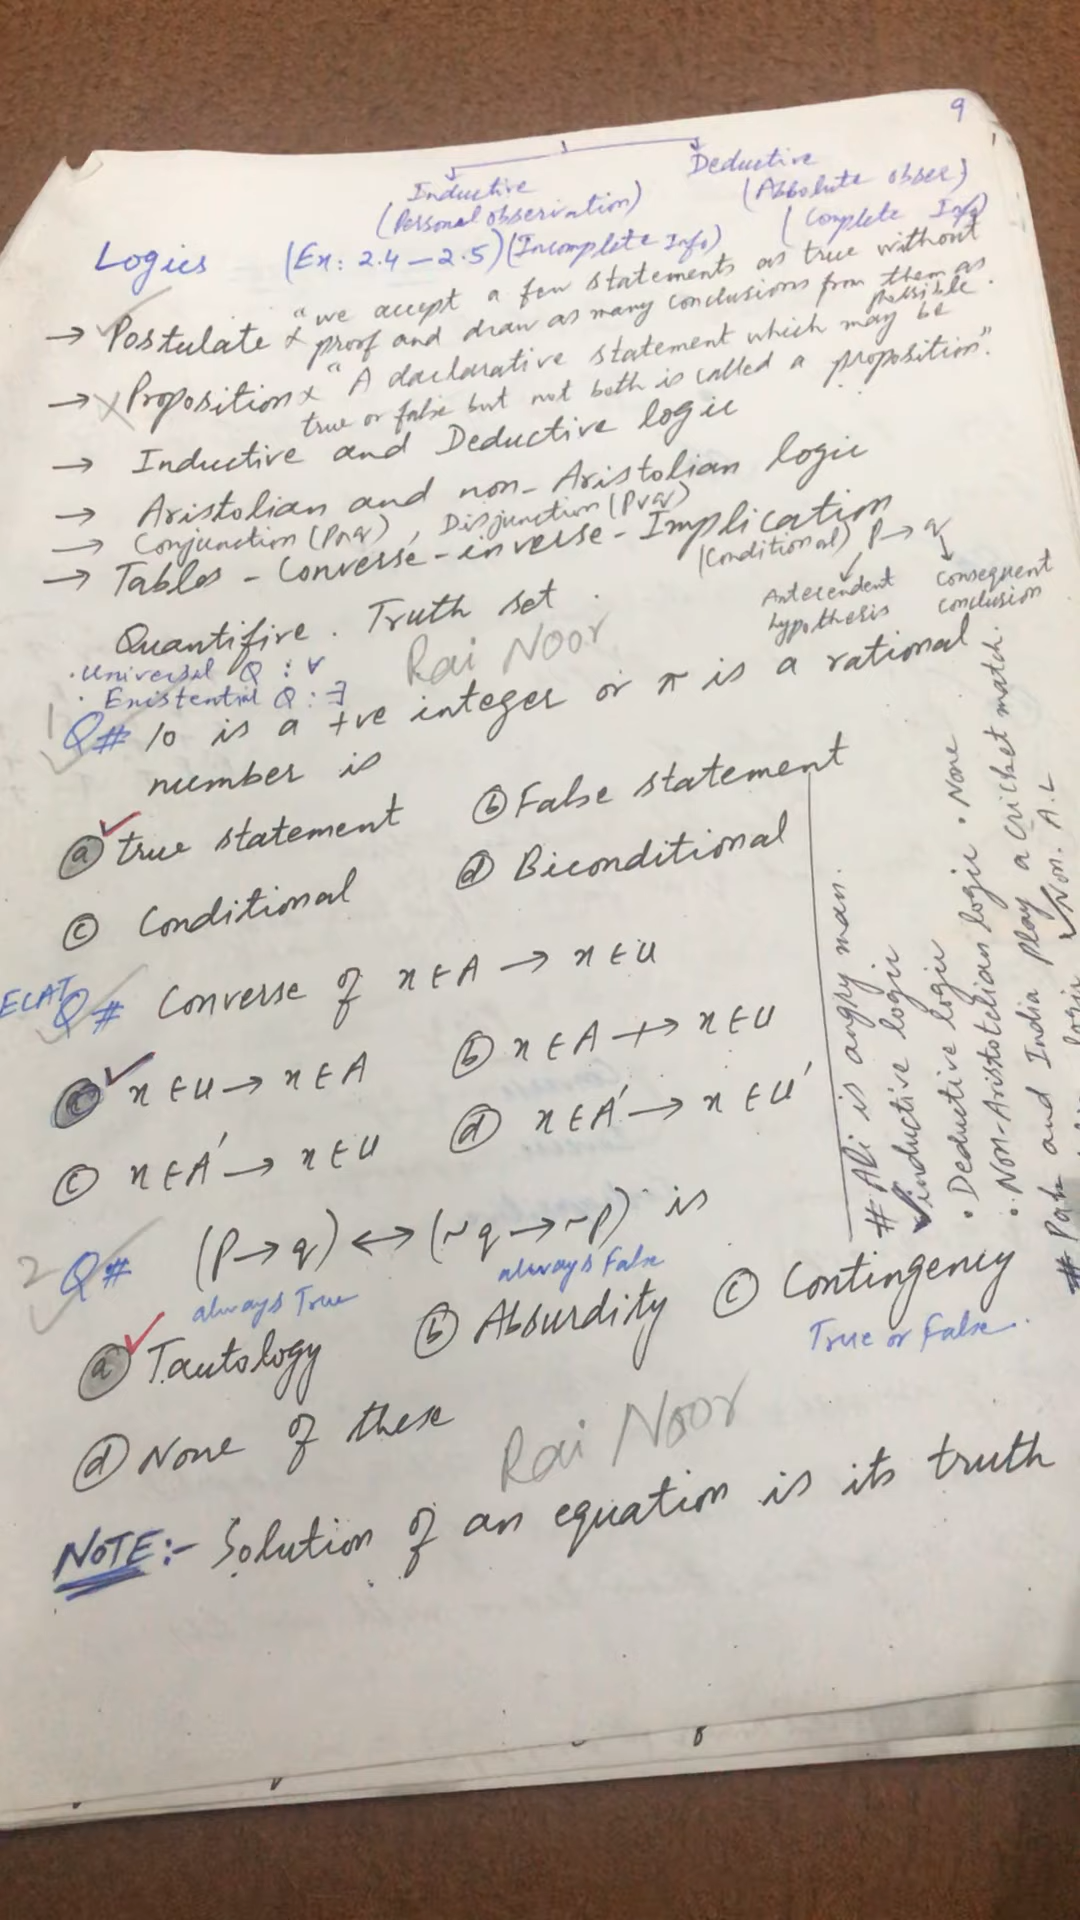 9
Inductive
Deductive
(Personal observation)
(Absolute obser)
Logics
(Ex: 2.4 – 2.5)
(Incomplete Info)
(Complete Info)
→ Postulate "we accept a few statements as true without
proof and draw as many conclusions from them as
possible.
→ Proposition "A daclarative statement which may be
true or false but not both is called a proposition".
→ Inductive and Deductive logic
→ Aristolian and non-Aristolian logic
→ Conjunction (P∧q), Disjunction (P∨q)
→ Tables - Converse - inverse - Implication
(Conditional) P → q
Antecendent
hypothesis
Consequent
conclusion
Quantifire. Truth set.
• Universal Q : ∀
• Existential Q : ∃
Rai Noor
1
Q# 10 is a +ve integer or π is a rational
number is
ⓐ true statement
ⓑ False statement
ⓒ Conditional
ⓓ Biconditional
ECAT
Q# Converse of x ∈ A → x ∈ U
x ∈ U → x ∈ A
ⓑ x ∈ A ↛ x ∈ U
ⓒ x ∈ A′ → x ∈ U
ⓓ x ∈ A′ → x ∈ U′
2
Q# (P → q) ↔ (~q → ~p) is
always True
always False
ⓐ Tautology
ⓑ Absurdity
ⓒ Contingency
True or False.
ⓓ None of these
Rai Noor
NOTE:- Solution of an equation is its truth
# Ali is angry man.
✓ inductive logic
• Deductive logic
• Non-Aristotelian logic • None
# Pak and India play a cricket match.
logic ✓ Non. A.L